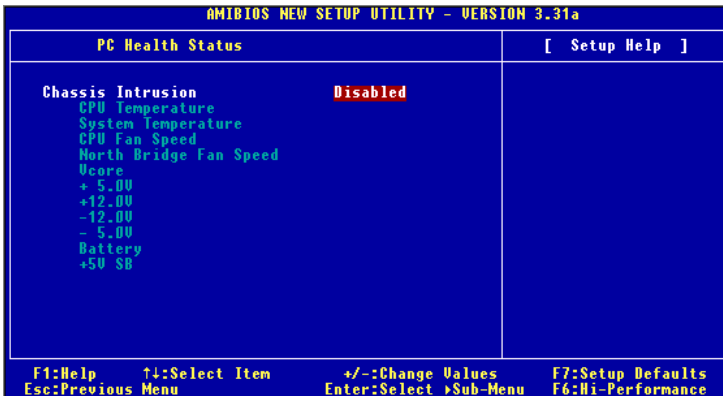 AMIBIOS NEW SETUP UTILITY - VERSION 3.31a
PC Health Status
[ Setup Help ]
Chassis Intrusion Disabled
CPU Temperature
System Temperature
CPU Fan Speed
North Bridge Fan Speed
Vcore
+ 5.0V
+12.0V
-12.0V
- 5.0V
Battery
+5V SB
F1:Help ↑↓:Select Item +/-:Change Values F7:Setup Defaults
Esc:Previous Menu Enter:Select ▸Sub-Menu F6:Hi-Performance